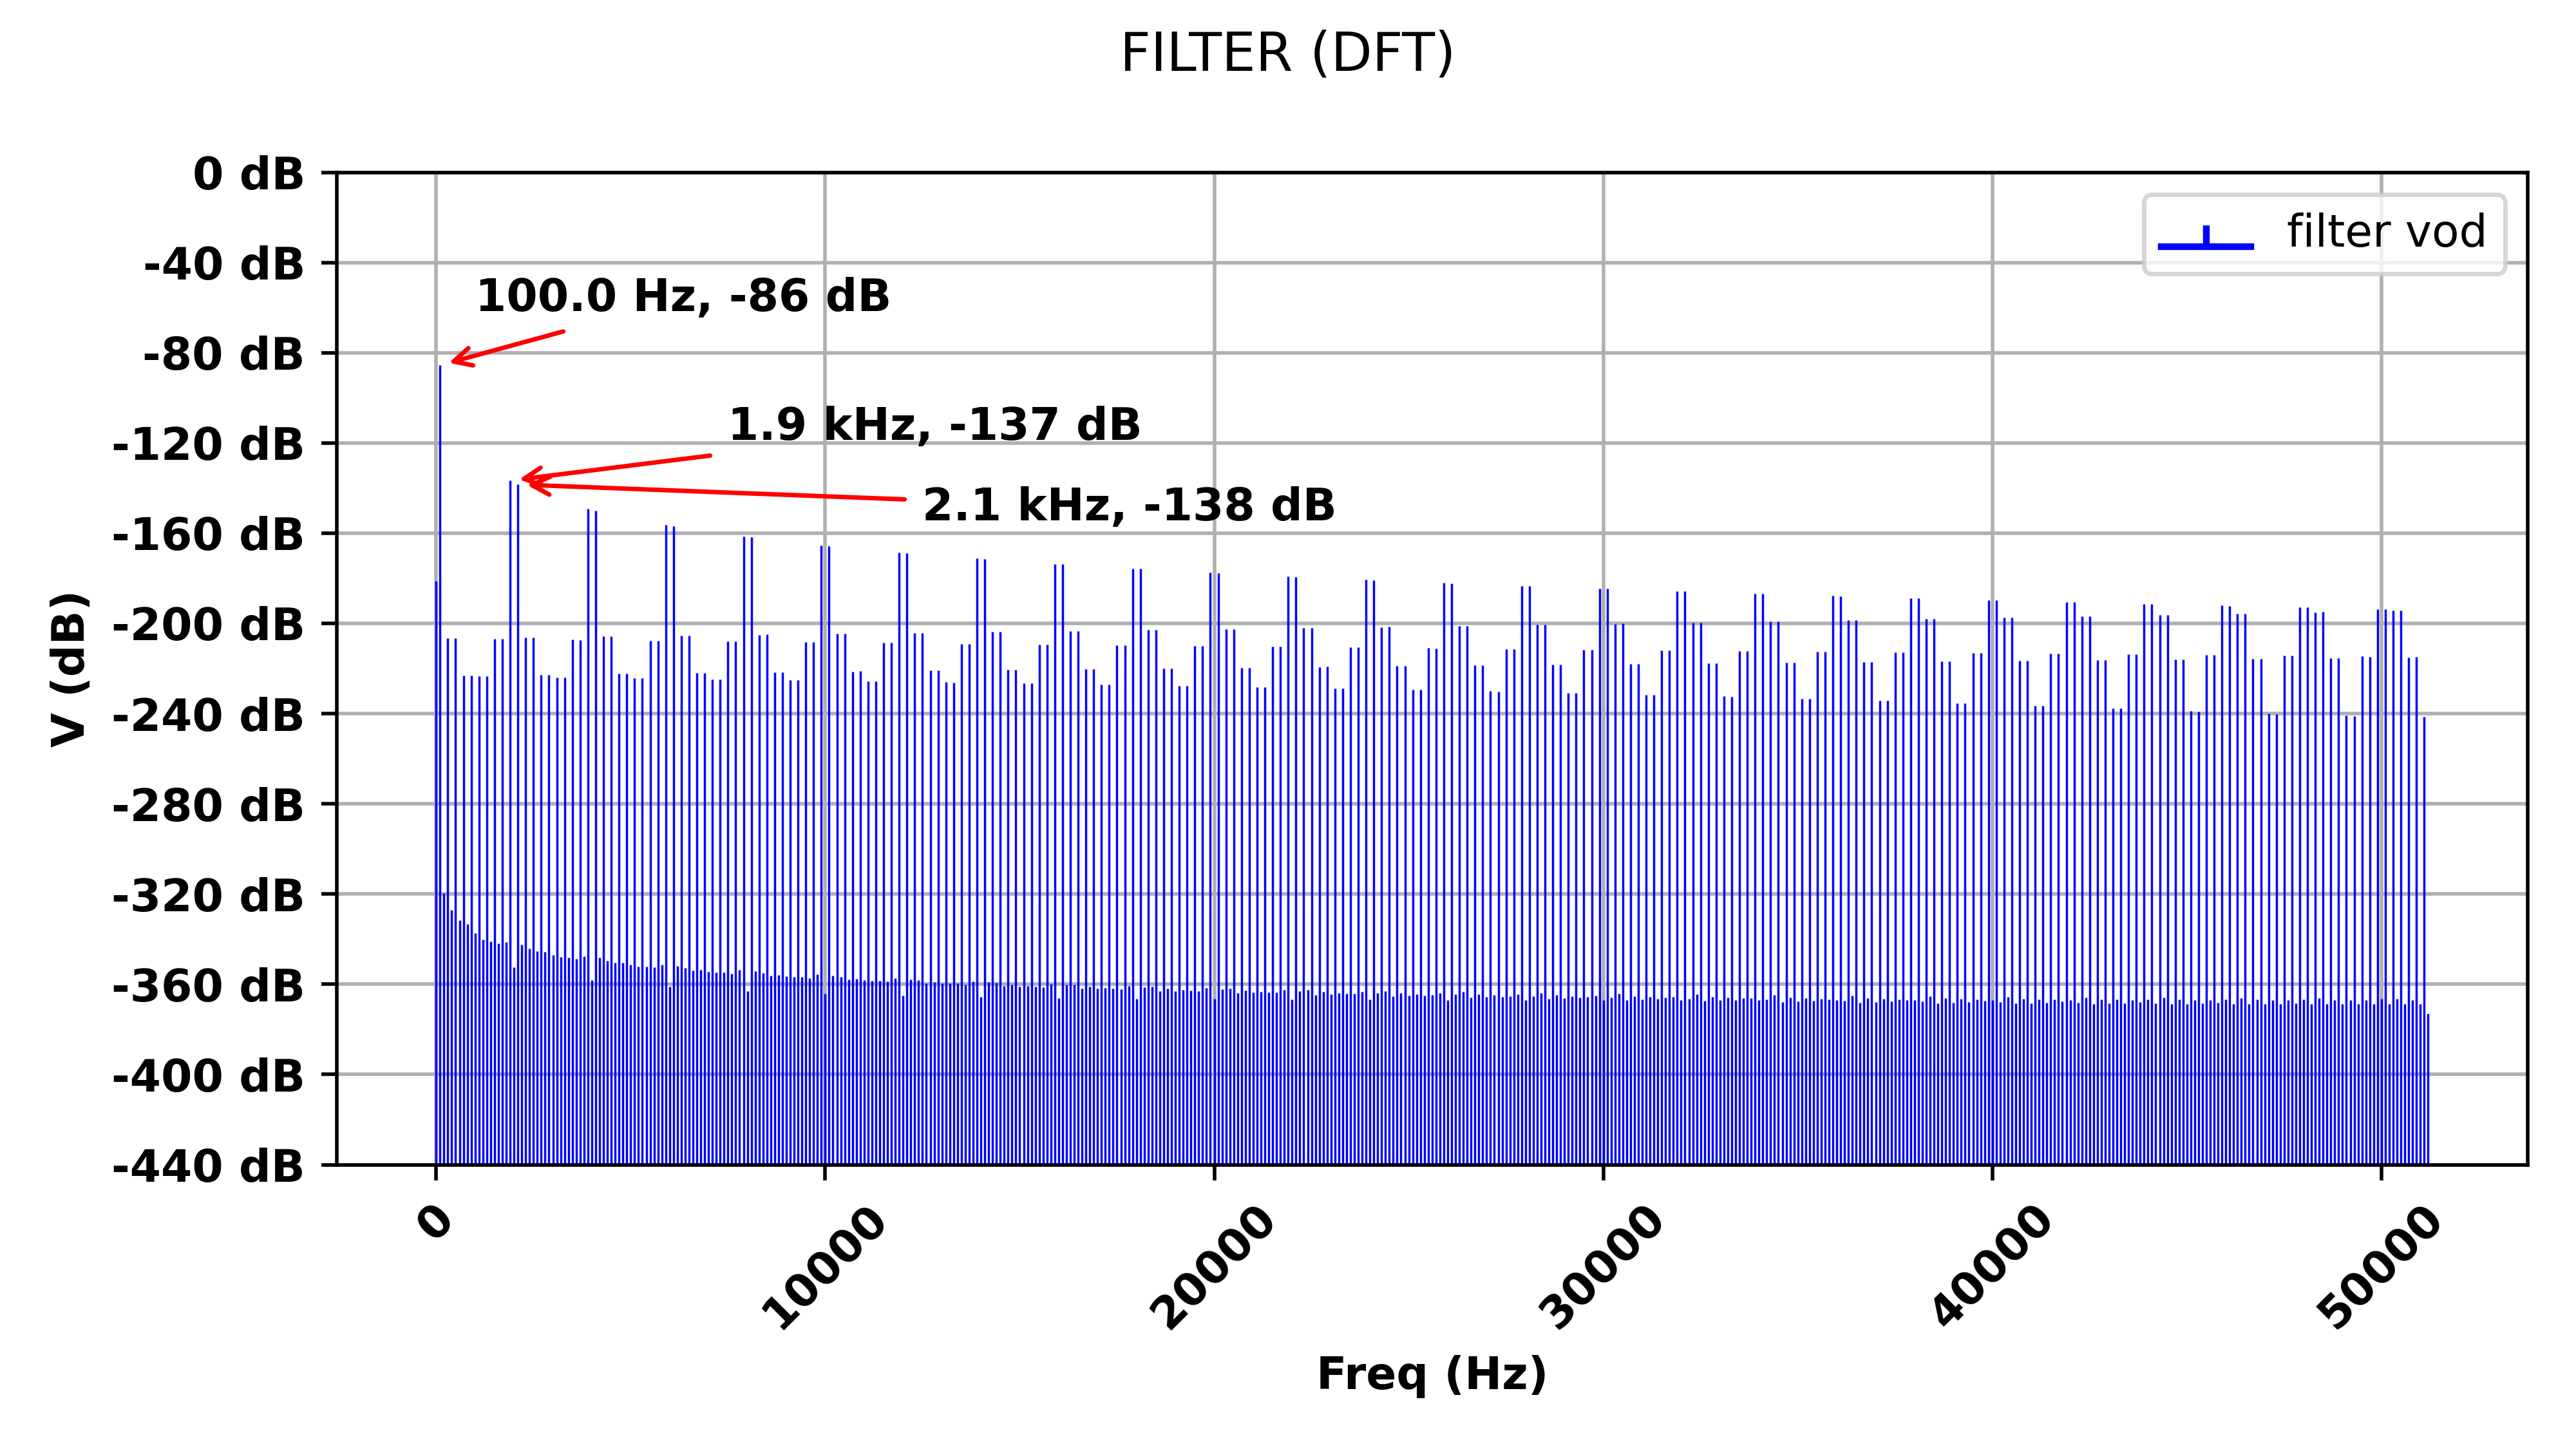 FILTER (DFT)
0 dB
-40 dB
-80 dB
-120 dB
-160 dB
-200 dB
-240 dB
-280 dB
-320 dB
-360 dB
-400 dB
-440 dB
V (dB)
filter vod
100.0 Hz, -86 dB
1.9 kHz, -137 dB
2.1 kHz, -138 dB
0
10000
20000
30000
40000
50000
Freq (Hz)